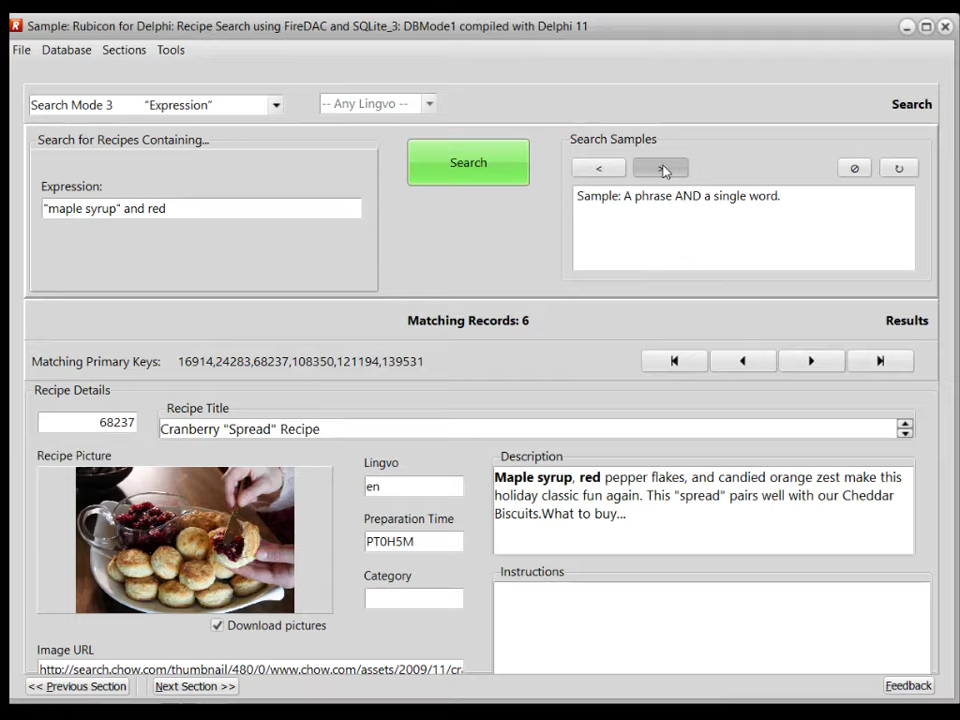 Sample: Rubicon for Delphi: Recipe Search using FireDAC and SQLite_3: DBMode1 compiled with Delphi 11
File Database Sections Tools
Search Mode 3 "Expression" -- Any Lingvo -- Search
Search for Recipes Containing...
Expression:
"maple syrup" and red
Search
Search Samples
<
Sample: A phrase AND a single word.
Matching Records: 6 Results
Matching Primary Keys: 16914,24283,68237,108350,121194,139531
Recipe Details
68237
Recipe Title
Cranberry "Spread" Recipe
Recipe Picture
Download pictures
Image URL
http://search.chow.com/thumbnail/480/0/www.chow.com/assets/2009/11/cr
Lingvo
en
Preparation Time
PT0H5M
Category
Description
Maple syrup, red pepper flakes, and candied orange zest make this
holiday classic fun again. This "spread" pairs well with our Cheddar
Biscuits.What to buy...
Instructions
<< Previous Section Next Section >> Feedback